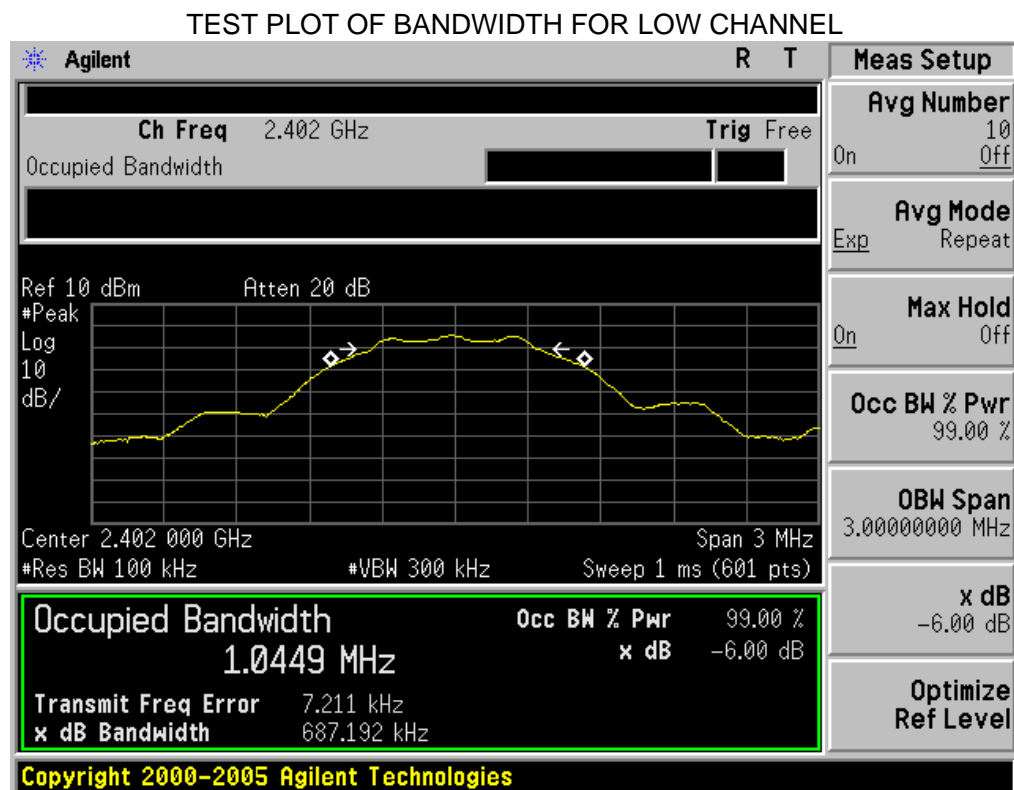 TEST PLOT OF BANDWIDTH FOR LOW CHANNEL
Agilent R T
Ch Freq 2.402 GHz Trig Free
Occupied Bandwidth
Ref 10 dBm Atten 20 dB
#Peak
Log
10
dB/
Center 2.402 000 GHz Span 3 MHz
#Res BW 100 kHz #VBW 300 kHz Sweep 1 ms (601 pts)
Occupied Bandwidth Occ BW % Pwr 99.00 %
1.0449 MHz x dB -6.00 dB
Transmit Freq Error 7.211 kHz
x dB Bandwidth 687.192 kHz
Copyright 2000-2005 Agilent Technologies
Meas Setup
Avg Number
10
On Off
Avg Mode
Exp Repeat
Max Hold
On Off
Occ BW % Pwr
99.00 %
OBW Span
3.00000000 MHz
x dB
-6.00 dB
Optimize
Ref Level